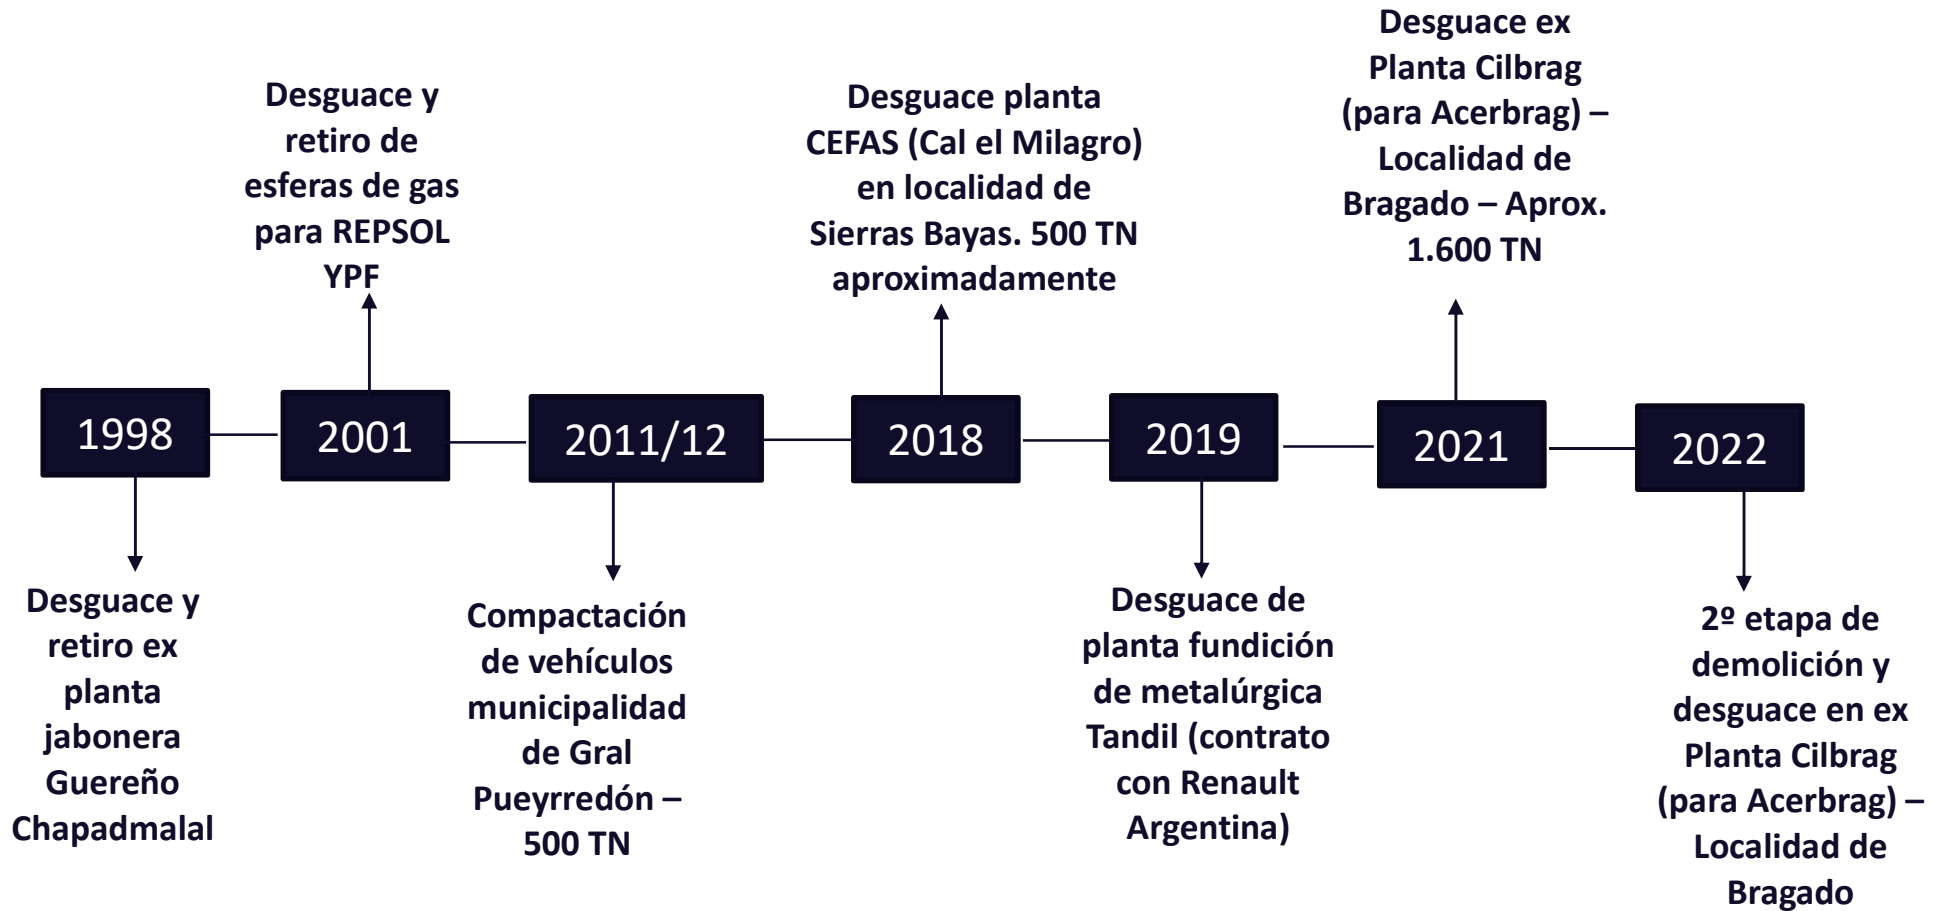 Desguace y
retiro de
esferas de gas
para REPSOL
YPF
Desguace planta
CEFAS (Cal el Milagro)
en localidad de
Sierras Bayas. 500 TN
aproximadamente
Desguace ex
Planta Cilbrag
(para Acerbrag) –
Localidad de
Bragado – Aprox.
1.600 TN
1998
2001
2011/12
2018
2019
2021
2022
Desguace y
retiro ex
planta
jabonera
Guereño
Chapadmalal
Compactación
de vehículos
municipalidad
de Gral
Pueyrredón –
500 TN
Desguace de
planta fundición
de metalúrgica
Tandil (contrato
con Renault
Argentina)
2º etapa de
demolición y
desguace en ex
Planta Cilbrag
(para Acerbrag) –
Localidad de
Bragado